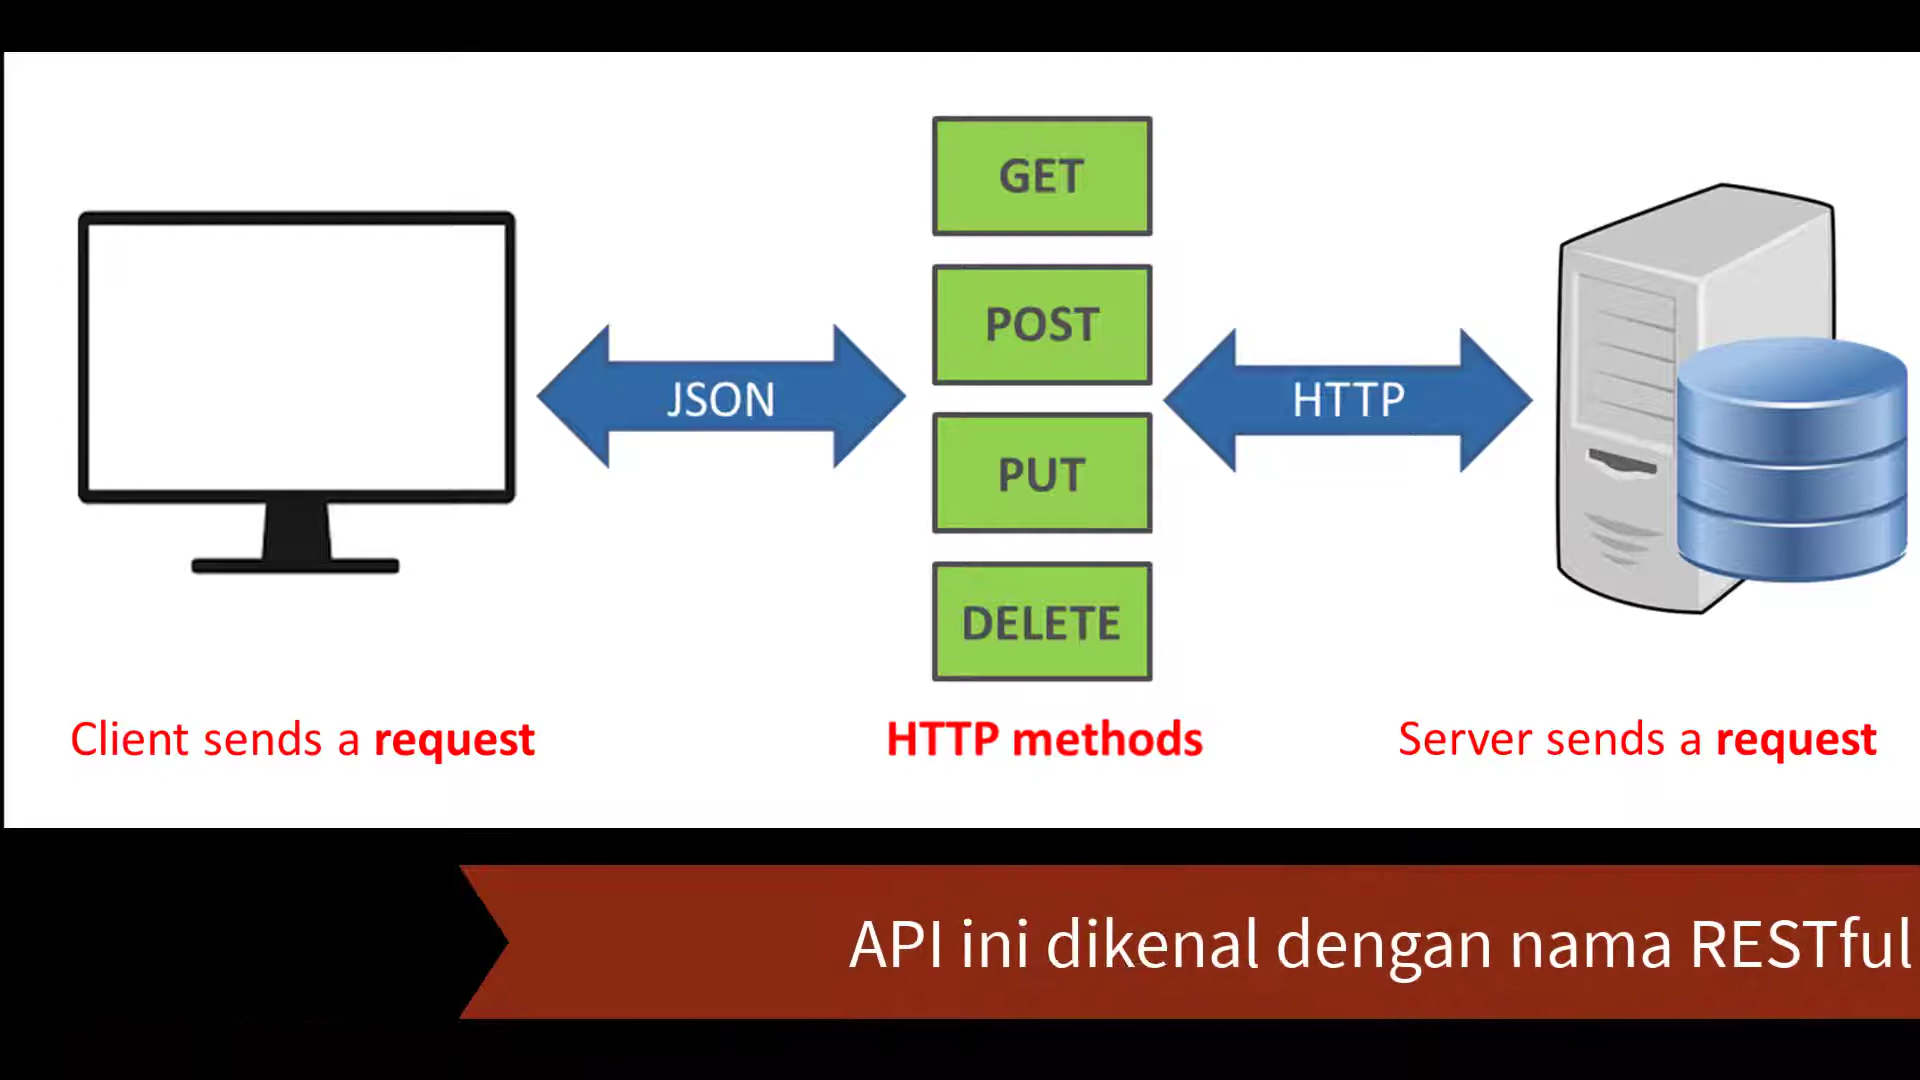 GET
POST
JSON
HTTP
PUT
DELETE
Client sends a request
HTTP methods
Server sends a request
API ini dikenal dengan nama RESTful